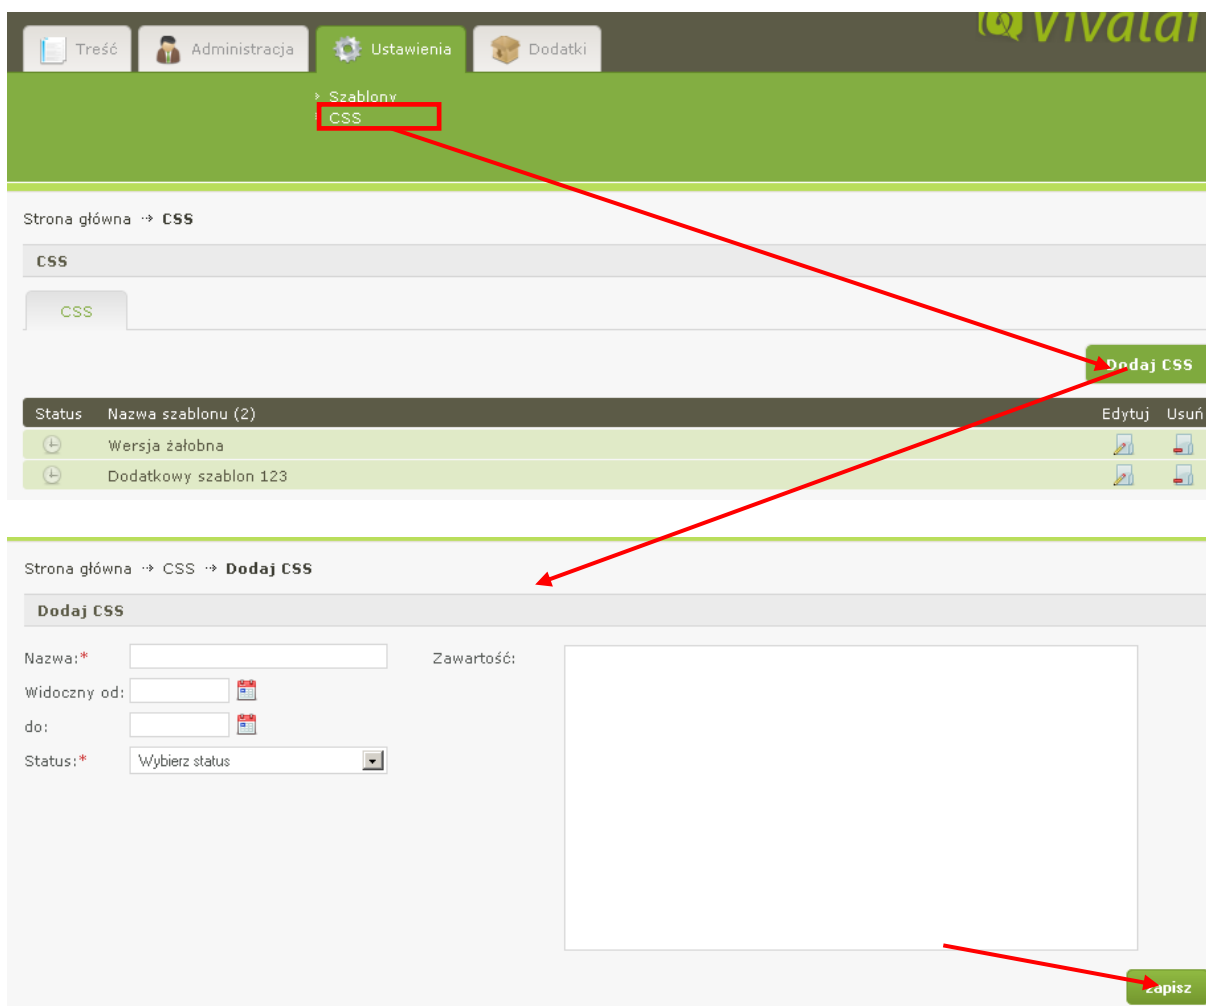 vivaldi
Treść Administracja Ustawienia Dodatki
Szablony
CSS
Strona główna ⇢ CSS
CSS
CSS
Dodaj CSS
Status Nazwa szablonu (2) Edytuj Usuń
Wersja żałobna
Dodatkowy szablon 123
Strona główna ⇢ CSS ⇢ Dodaj CSS
Dodaj CSS
Nazwa:* Zawartość:
Widoczny od:
do:
Status:* Wybierz status
zapisz